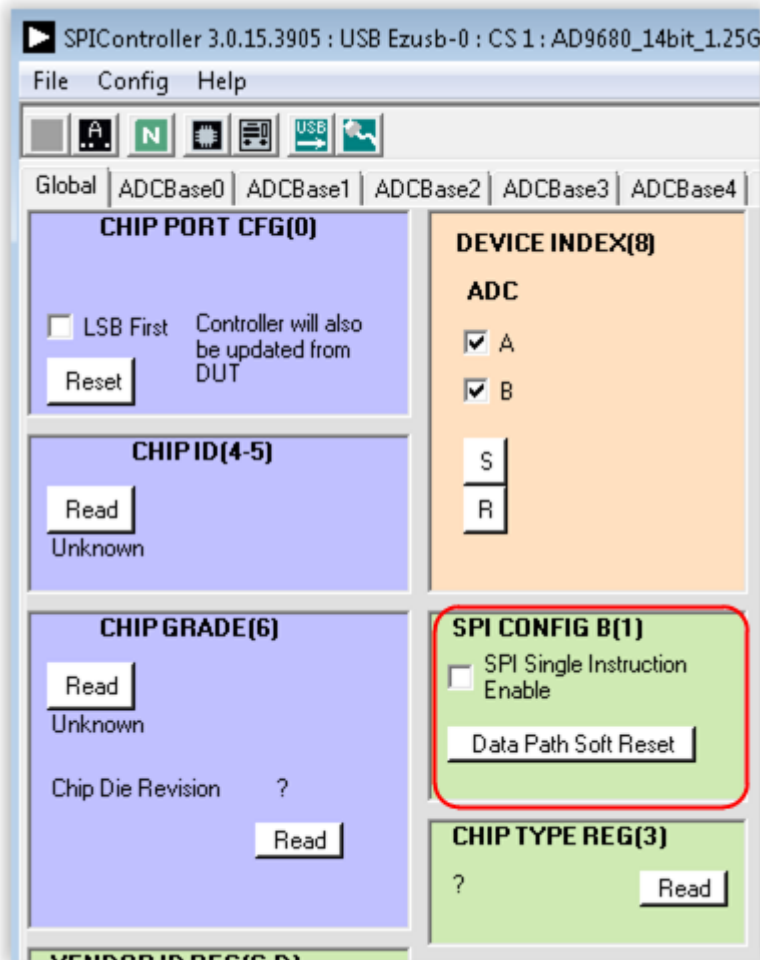 SPIController 3.0.15.3905 : USB Ezusb-0 : CS 1 : AD9680_14bit_1.25G
File Config Help
A N USB
Global ADCBase0 ADCBase1 ADCBase2 ADCBase3 ADCBase4
CHIP PORT CFG(0)
LSB First
Controller will also
be updated from
DUT
Reset
DEVICE INDEX(8)
ADC
A
B
S
R
CHIP ID(4-5)
Read
Unknown
CHIP GRADE(6)
Read
Unknown
Chip Die Revision ?
Read
SPI CONFIG B(1)
SPI Single Instruction
Enable
Data Path Soft Reset
CHIP TYPE REG(3)
? Read
VENDOR ID REG(C-D)